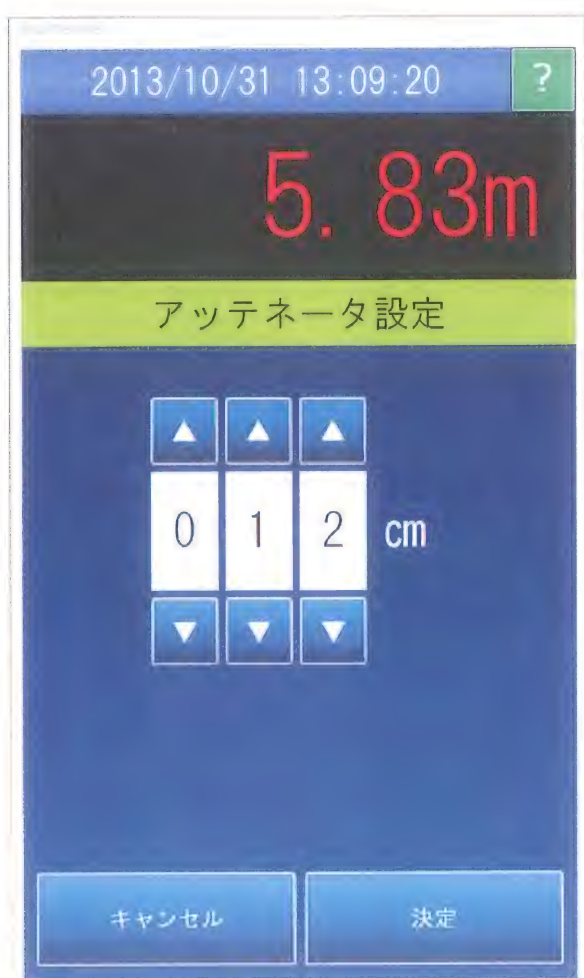 2013/10/31 13:09:20 ?
5.83m
アッテネータ設定
▲ ▲ ▲
0 1 2 cm
▼ ▼ ▼
キャンセル 決定